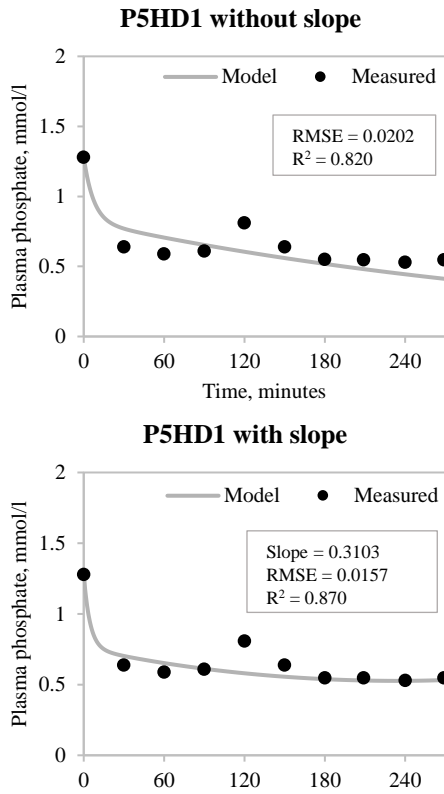 P5HD1 without slope
2
Model
Measured
1.5
RMSE = 0.0202
R² = 0.820
1
0.5
0
0
60
120
180
240
Plasma phosphate, mmol/l
Time, minutes
P5HD1 with slope
2
Model
Measured
1.5
Slope = 0.3103
RMSE = 0.0157
R² = 0.870
1
0.5
0
0
60
120
180
240
Plasma phosphate, mmol/l